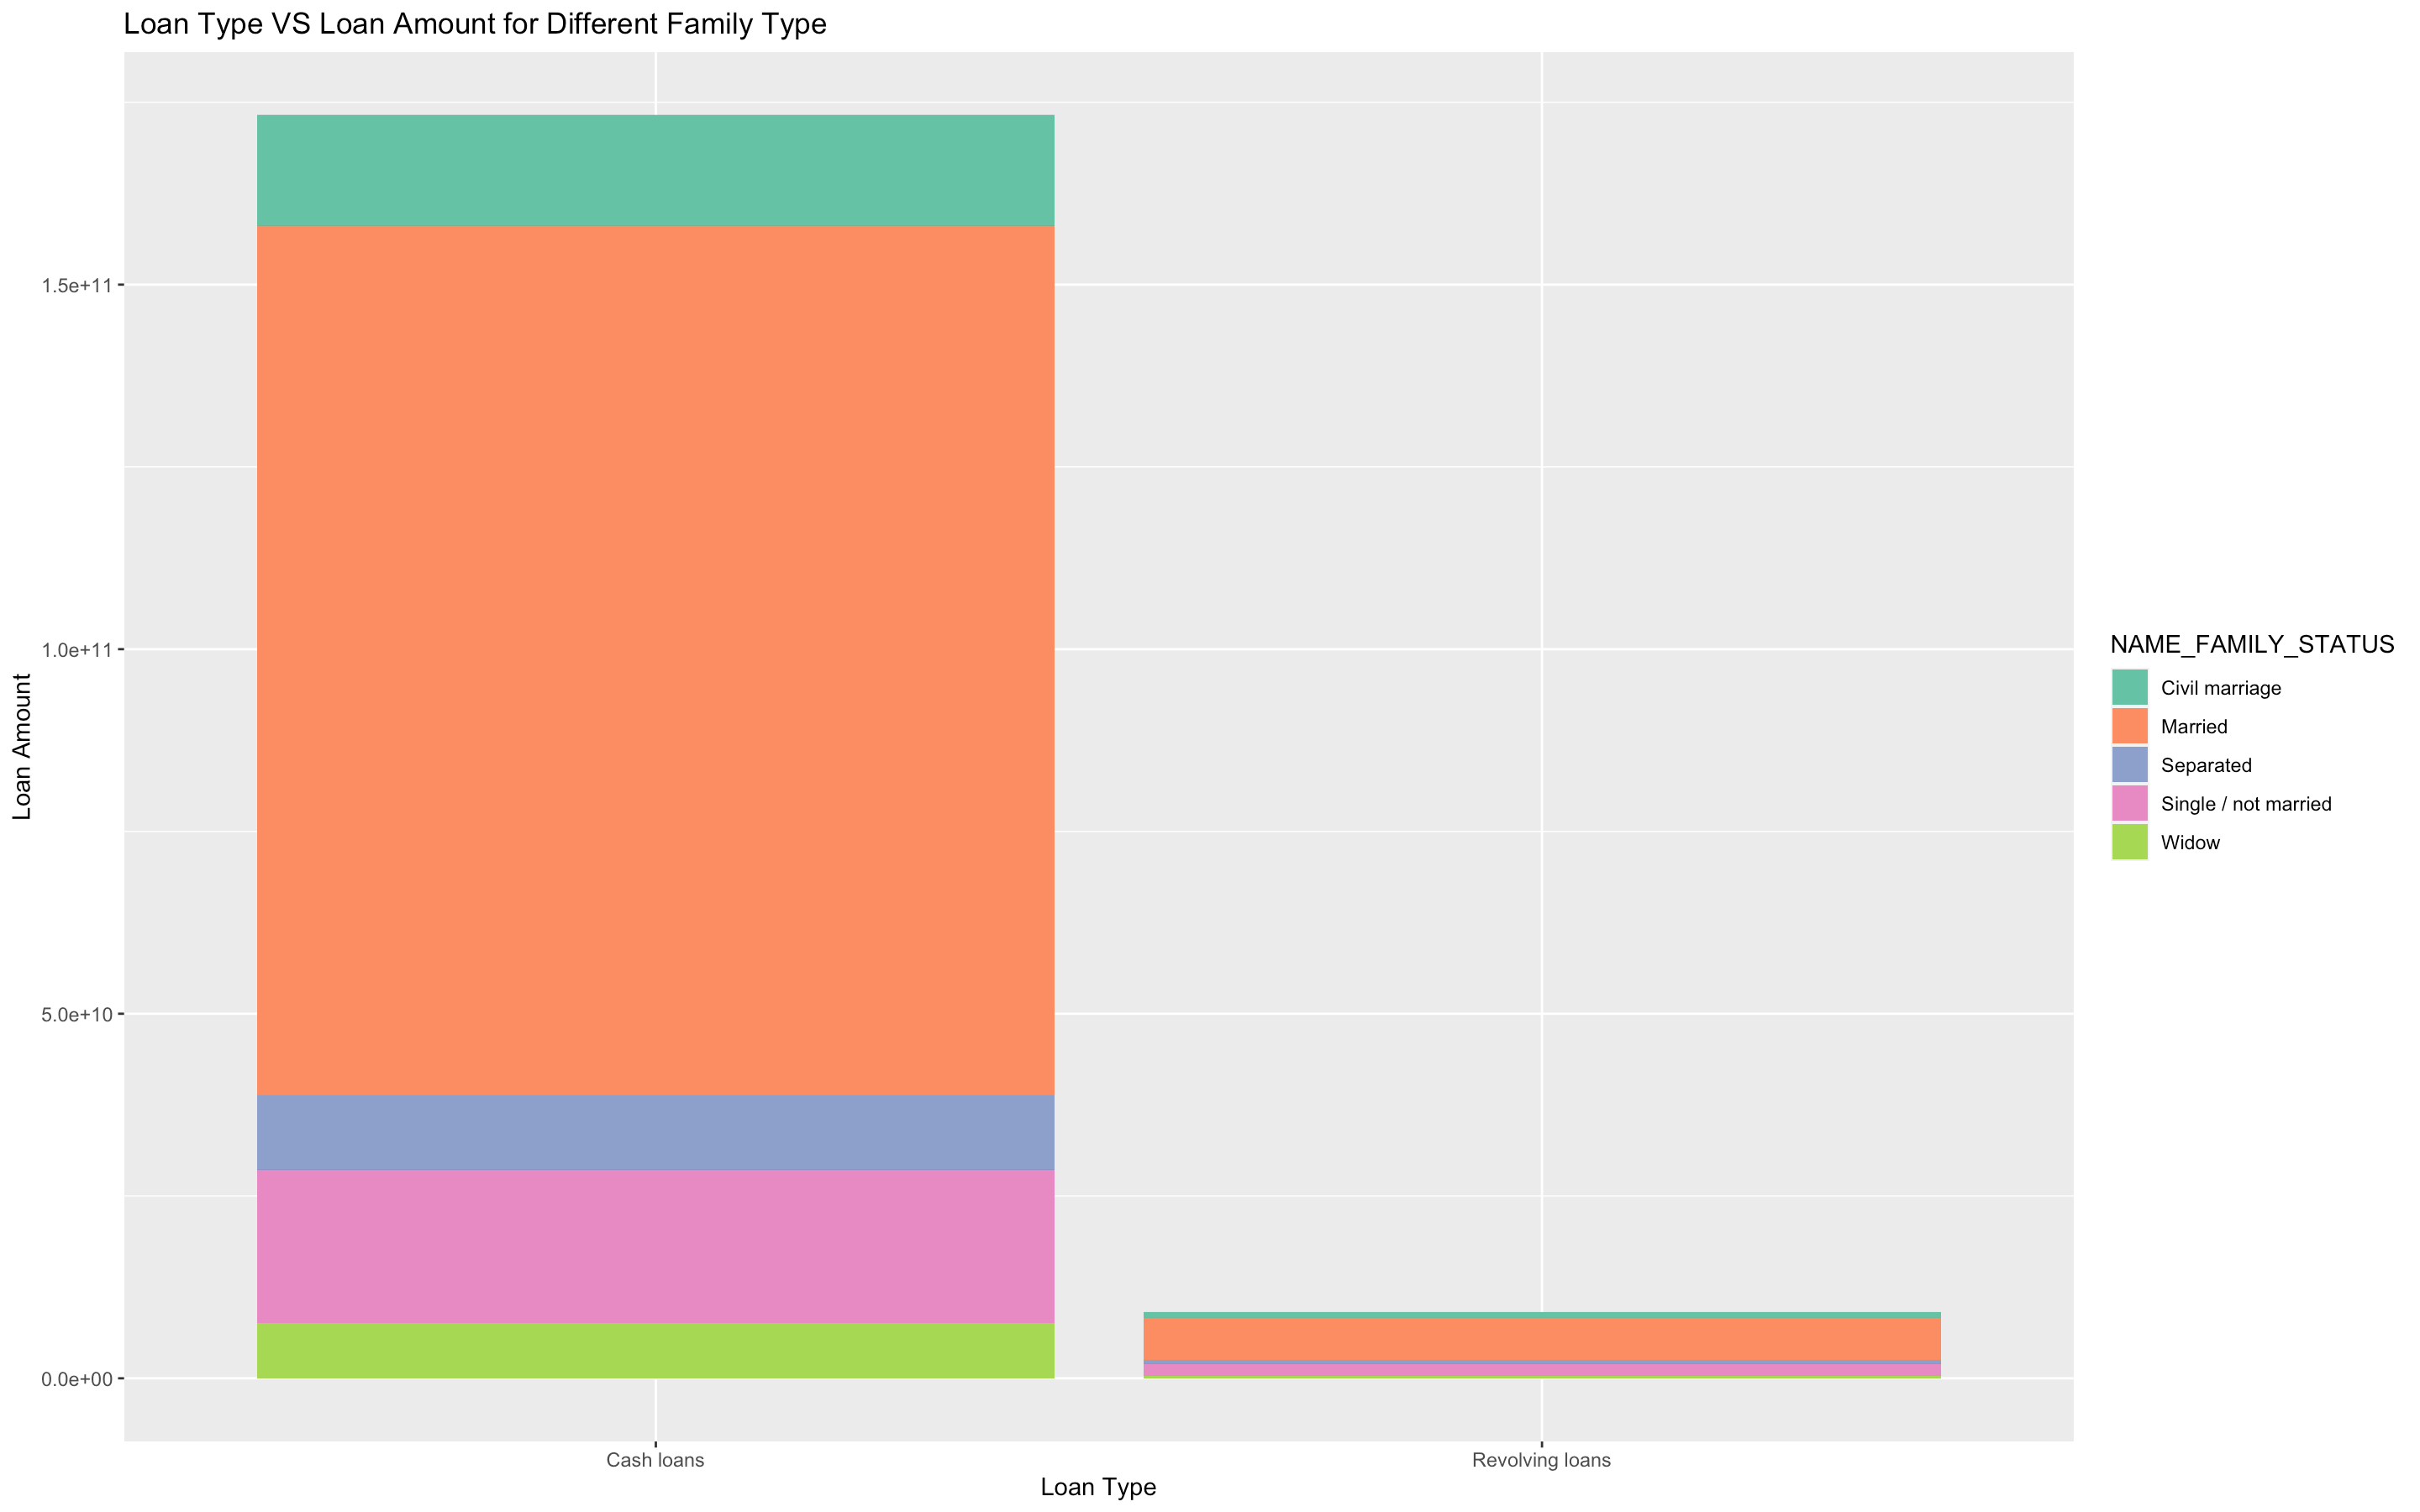 Loan Type VS Loan Amount for Different Family Type
1.5e+11
1.0e+11
5.0e+10
0.0e+00
Loan Amount
Cash loans
Revolving loans
Loan Type
NAME_FAMILY_STATUS
Civil marriage
Married
Separated
Single / not married
Widow